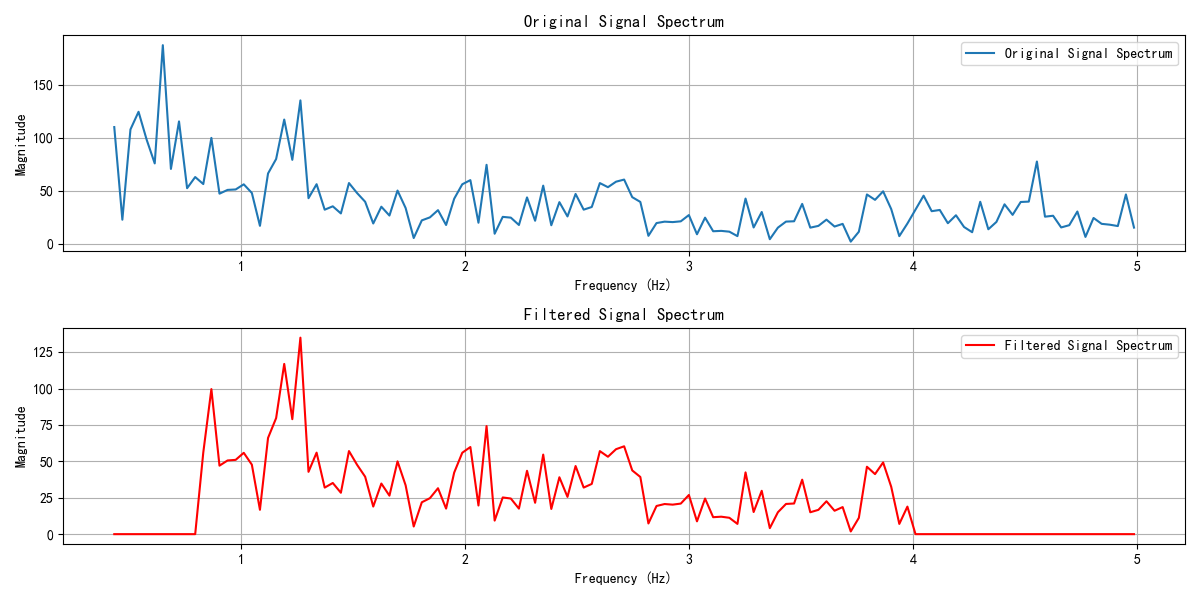 Original Signal Spectrum
Original Signal Spectrum
Magnitude
150
100
50
0
1 2 3 4 5
Frequency (Hz)
Filtered Signal Spectrum
Filtered Signal Spectrum
Magnitude
125
100
75
50
25
0
1 2 3 4 5
Frequency (Hz)